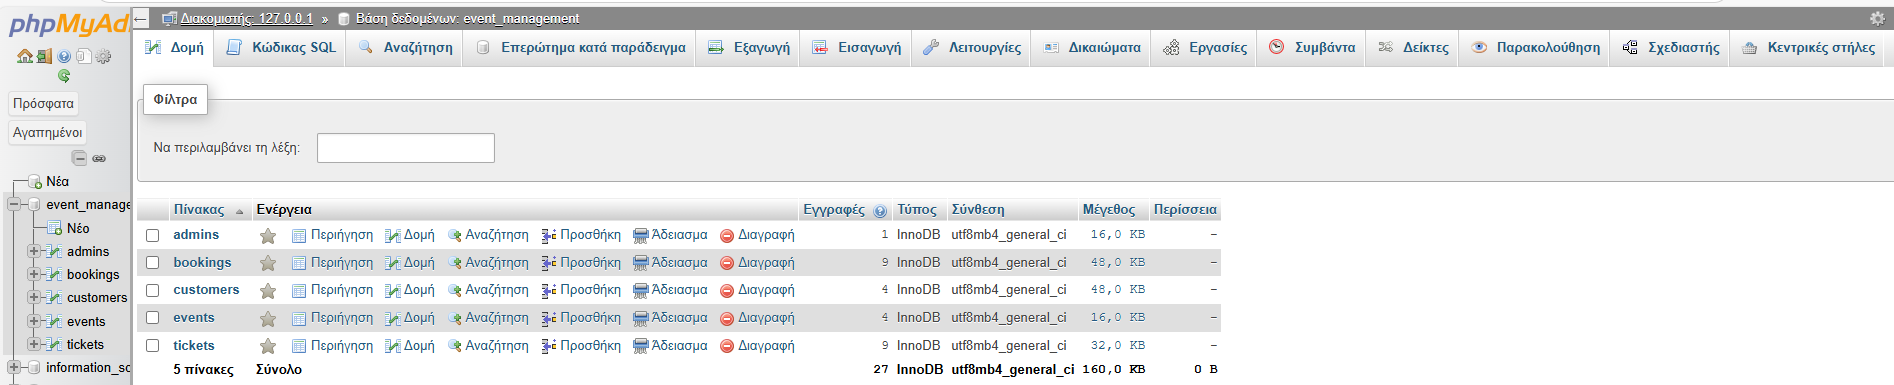 phpMyAd
Διακομιστής: 127.0.0.1 » Βάση δεδομένων: event_management
Δομή Κώδικας SQL Αναζήτηση Επερώτημα κατά παράδειγμα Εξαγωγή Εισαγωγή Λειτουργίες Δικαιώματα Εργασίες Συμβάντα Δείκτες Παρακολούθηση Σχεδιαστής Κεντρικές στήλες
Πρόσφατα
Αγαπημένοι
Νέα
event_manage
Νέο
admins
bookings
customers
events
tickets
information_sc
Φίλτρα
Να περιλαμβάνει τη λέξη:
Πίνακας Ενέργεια Εγγραφές Τύπος Σύνθεση Μέγεθος Περίσσεια
admins Περιήγηση Δομή Αναζήτηση Προσθήκη Άδειασμα Διαγραφή 1 InnoDB utf8mb4_general_ci 16,0 KB -
bookings Περιήγηση Δομή Αναζήτηση Προσθήκη Άδειασμα Διαγραφή 9 InnoDB utf8mb4_general_ci 48,0 KB -
customers Περιήγηση Δομή Αναζήτηση Προσθήκη Άδειασμα Διαγραφή 4 InnoDB utf8mb4_general_ci 48,0 KB -
events Περιήγηση Δομή Αναζήτηση Προσθήκη Άδειασμα Διαγραφή 4 InnoDB utf8mb4_general_ci 16,0 KB -
tickets Περιήγηση Δομή Αναζήτηση Προσθήκη Άδειασμα Διαγραφή 9 InnoDB utf8mb4_general_ci 32,0 KB -
5 πίνακες Σύνολο 27 InnoDB utf8mb4_general_ci 160,0 KB 0 B